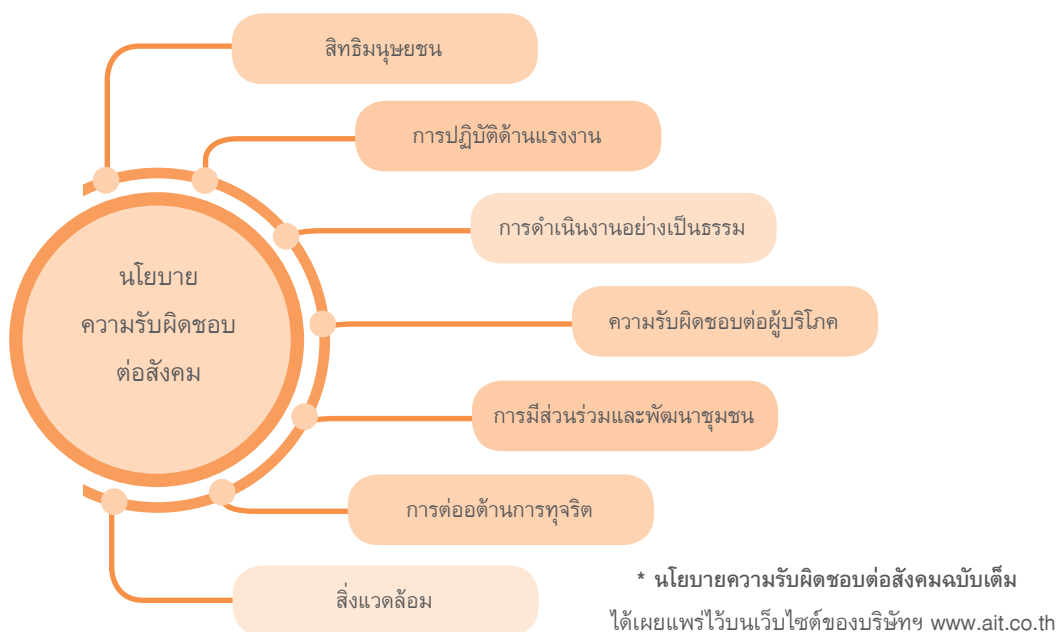 สิทธิมนุษยชน
การปฏิบัติด้านแรงงาน
การดำเนินงานอย่างเป็นธรรม
นโยบาย
ความรับผิดชอบ
ต่อสังคม
ความรับผิดชอบต่อผู้บริโภค
การมีส่วนร่วมและพัฒนาชุมชน
การต่ออต้านการทุจริต
สิ่งแวดล้อม
* นโยบายความรับผิดชอบต่อสังคมฉบับเต็ม
ได้เผยแพร่ไว้บนเว็บไซต์ของบริษัทฯ www.ait.co.th